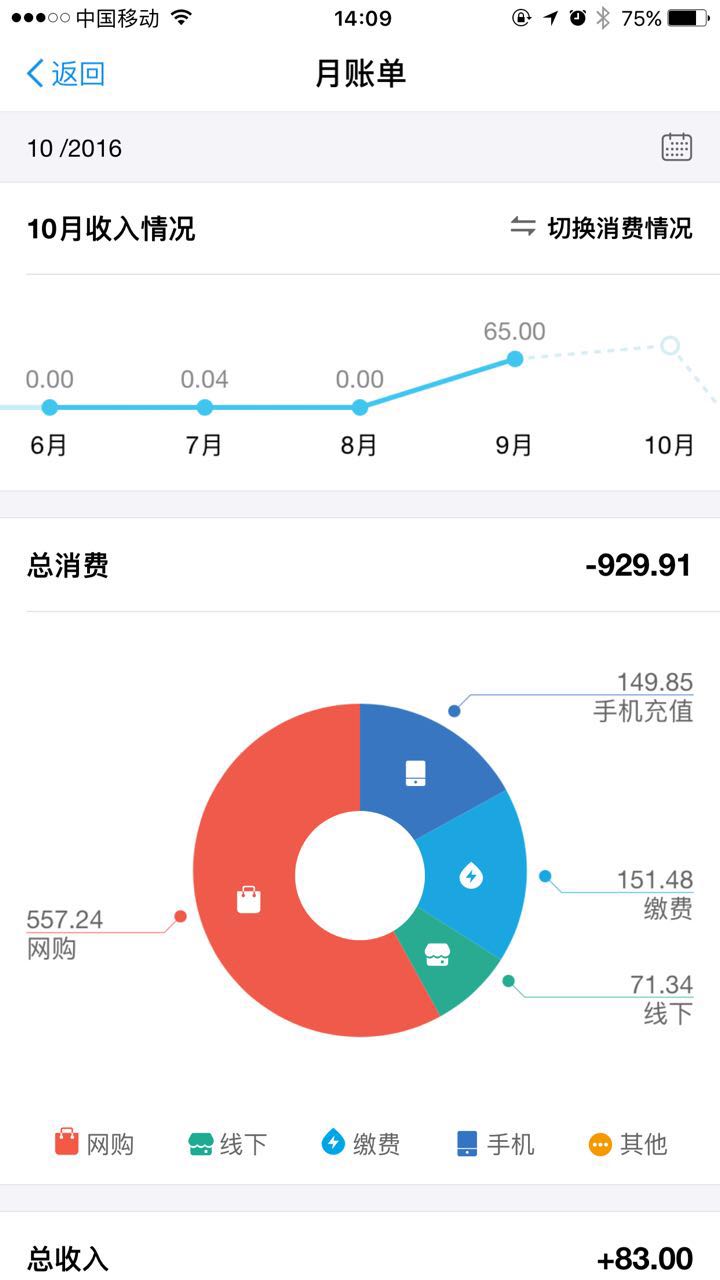 中国移动 14:09 75%
返回 月账单
10 /2016
10月收入情况 切换消费情况
0.00 0.04 0.00 65.00
6月 7月 8月 9月 10月
总消费 -929.91
149.85
手机充值
151.48
缴费
557.24
网购
71.34
线下
网购 线下 缴费 手机 其他
总收入 +83.00